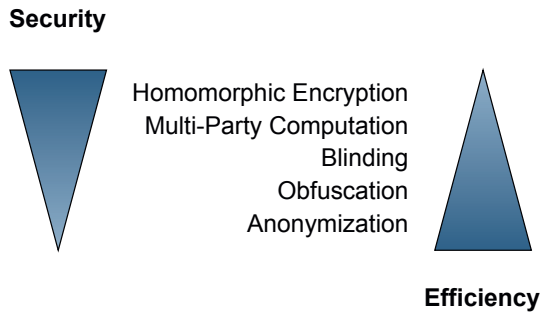 Security
Homomorphic Encryption
Multi-Party Computation
Blinding
Obfuscation
Anonymization
Efficiency